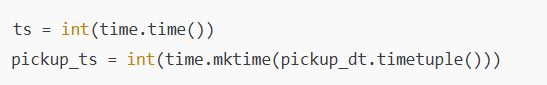 ts = int(time.time())
pickup_ts = int(time.mktime(pickup_dt.timetuple()))